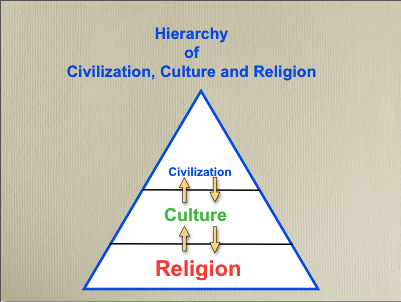 Hierarchy
of
Civilization, Culture and Religion
Civilization
Culture
Religion